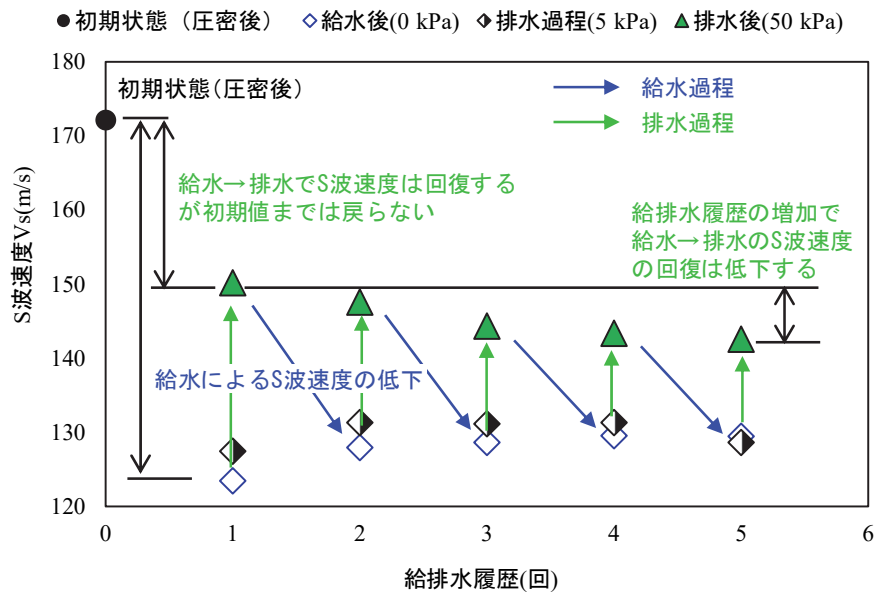 ●初期状態（圧密後） ◇給水後(0 kPa) ◆排水過程(5 kPa) ▲排水後(50 kPa)
180
170
160
150
140
130
120
S波速度Vs(m/s)
初期状態（圧密後）
給水過程
排水過程
給水→排水でS波速度は回復する
が初期値までは戻らない
給排水履歴の増加で
給水→排水のS波速度
の回復は低下する
給水によるS波速度の低下
0 1 2 3 4 5 6
給排水履歴(回)